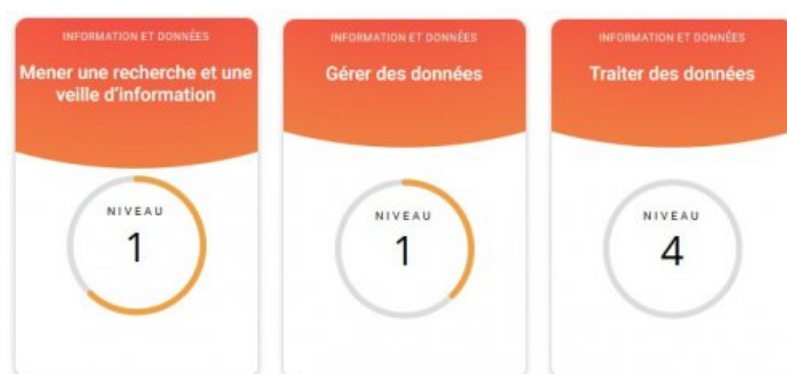 INFORMATION ET DONNÉES
Mener une recherche et une
veille d'information
NIVEAU
1
INFORMATION ET DONNÉES
Gérer des données
NIVEAU
1
INFORMATION ET DONNÉES
Traiter des données
NIVEAU
4